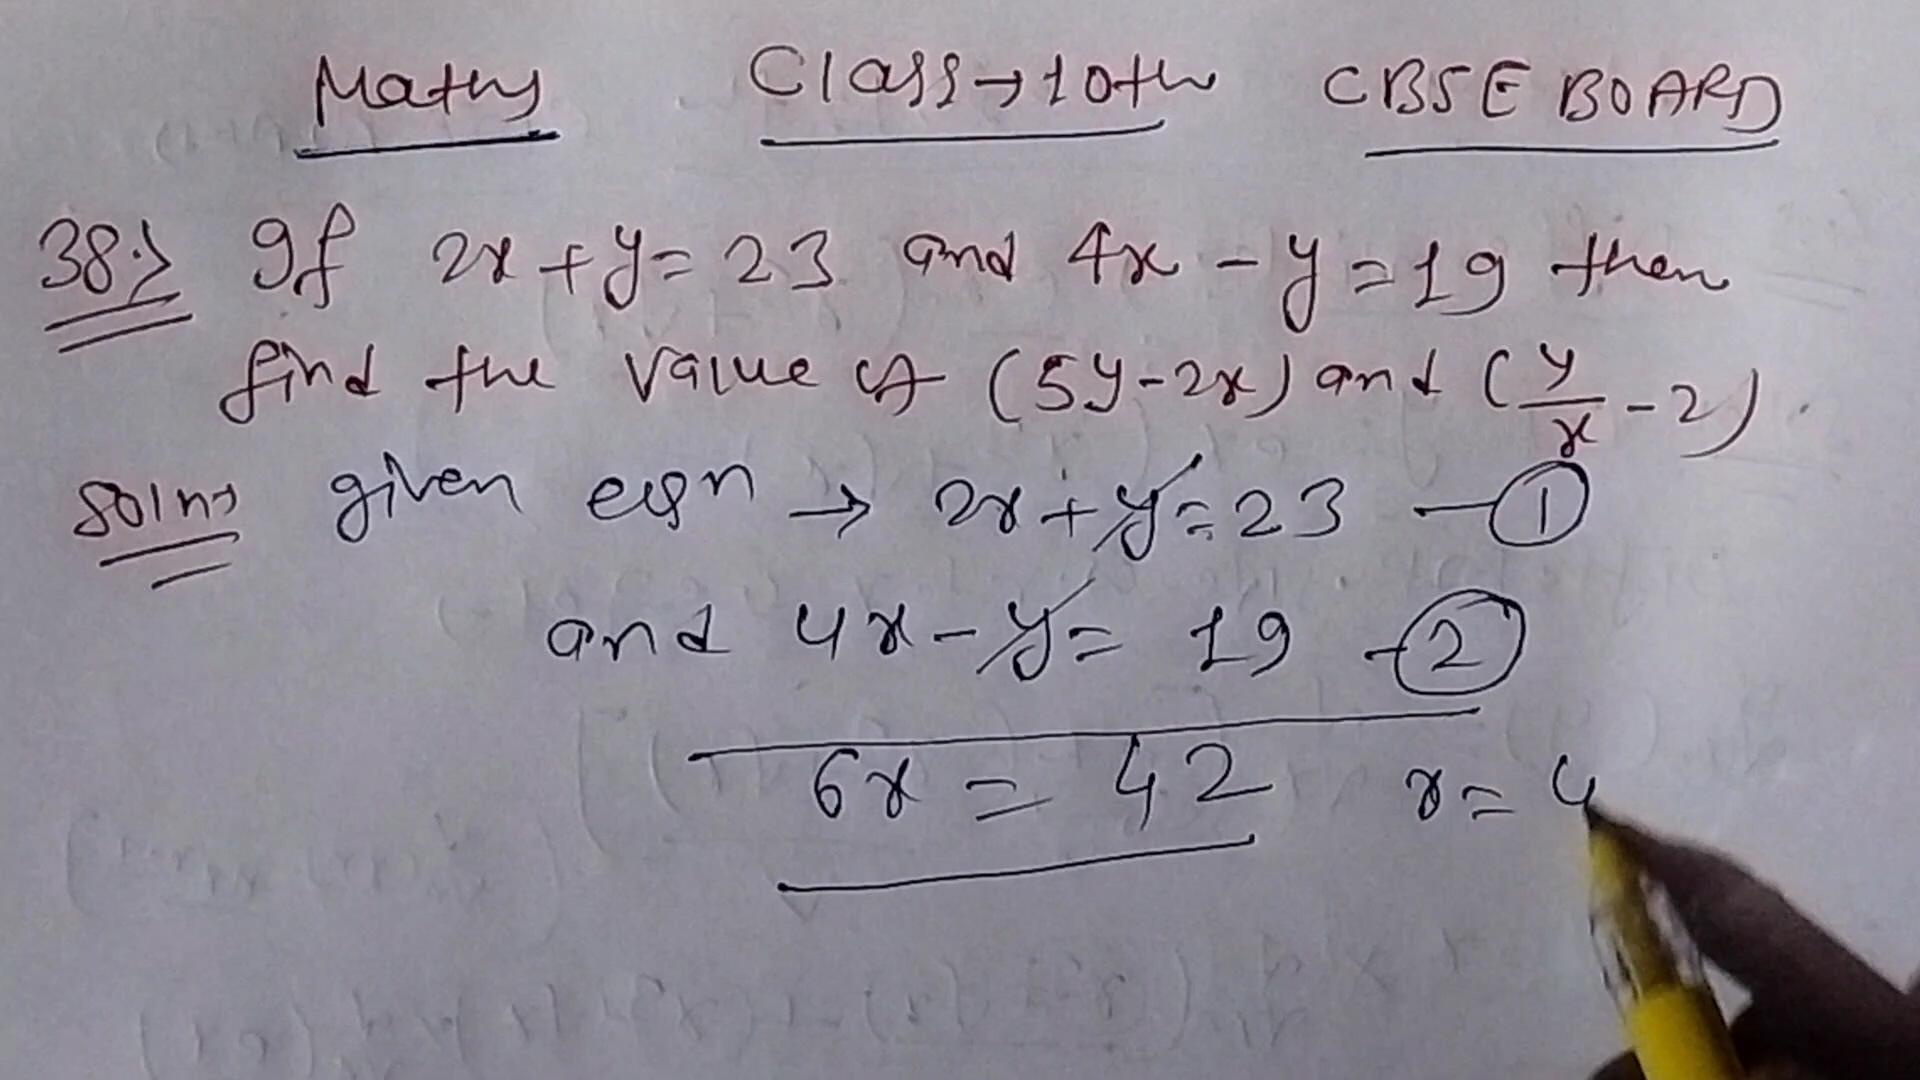 Maths Class→10th CBSE BOARD
38.> If 2x+y=23 and 4x-y=19 then
find the value of (5y-2x) and (y/x-2).
Soln> given eqn → 2x+y=23 —①
and 4x-y= 19 -②
6x = 42 x= 4